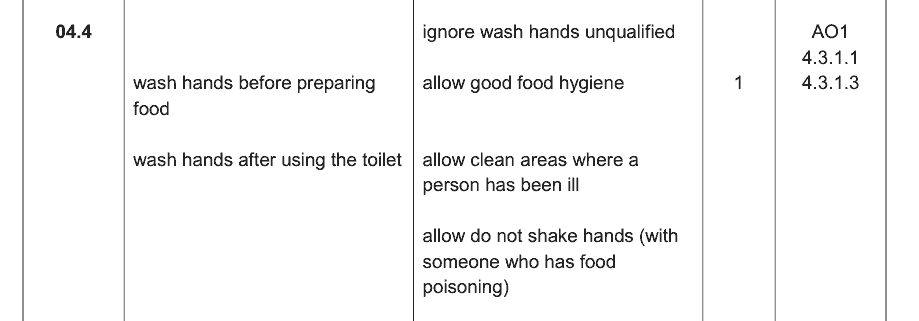 04.4
ignore wash hands unqualified
AO1
4.3.1.1
wash hands before preparing
food
allow good food hygiene
1
4.3.1.3
wash hands after using the toilet
allow clean areas where a
person has been ill
allow do not shake hands (with
someone who has food
poisoning)